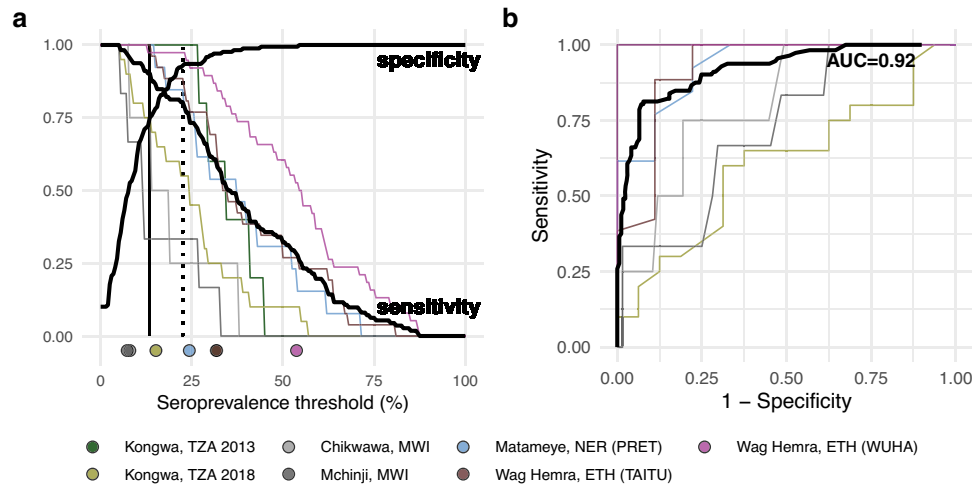 a
b
1.00
0.75
0.50
0.25
0.00
specificity
sensitivity
0
25
50
75
100
Seroprevalence threshold (%)
Sensitivity
1.00
0.75
0.50
0.25
0.00
AUC=0.92
0.00
0.25
0.50
0.75
1.00
1 − Specificity
Kongwa, TZA 2013
Chikwawa, MWI
Matameye, NER (PRET)
Wag Hemra, ETH (WUHA)
Kongwa, TZA 2018
Mchinji, MWI
Wag Hemra, ETH (TAITU)